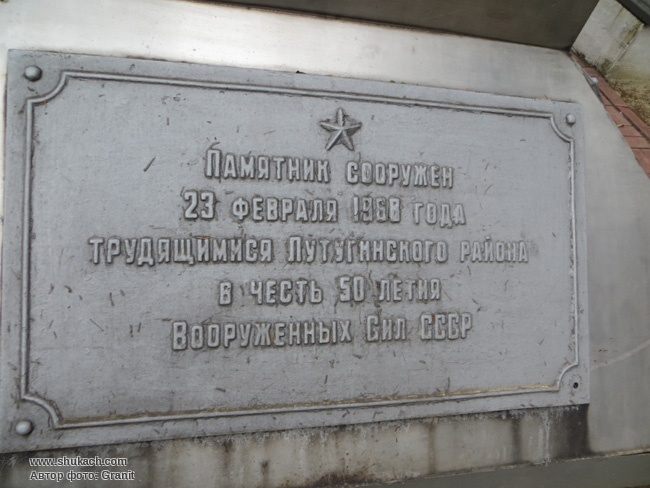 Памятник сооружен
23 февраля 1968 года
трудящимися Лутугинского района
в честь 50 летия
Вооруженных Сил СССР
www.shukach.com
Автор фото: Granit